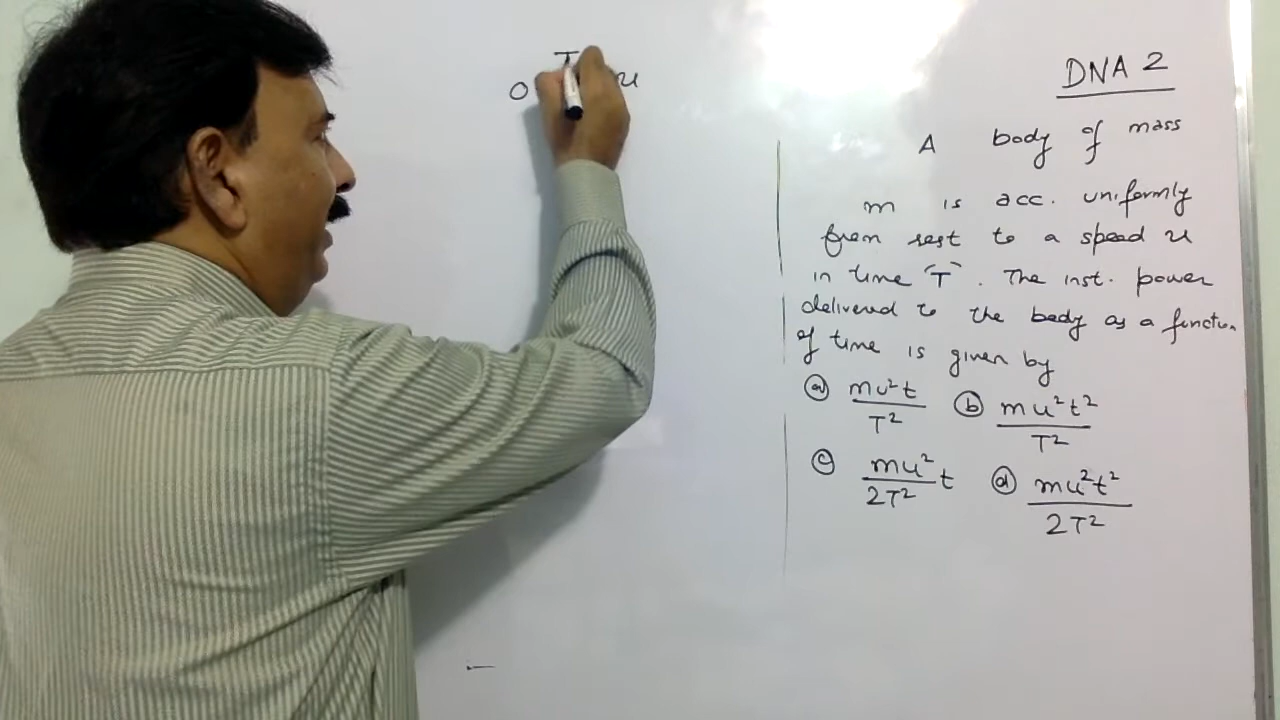 T
0 u
DNA 2
A body of mass
m is acc. uniformly
from rest to a speed u
in time 'T'. The inst. power
delivered to the body as a function
of time is given by
(a) mu²t / T² (b) mu²t² / T²
(c) mu² / 2T² t (d) mu²t² / 2T²